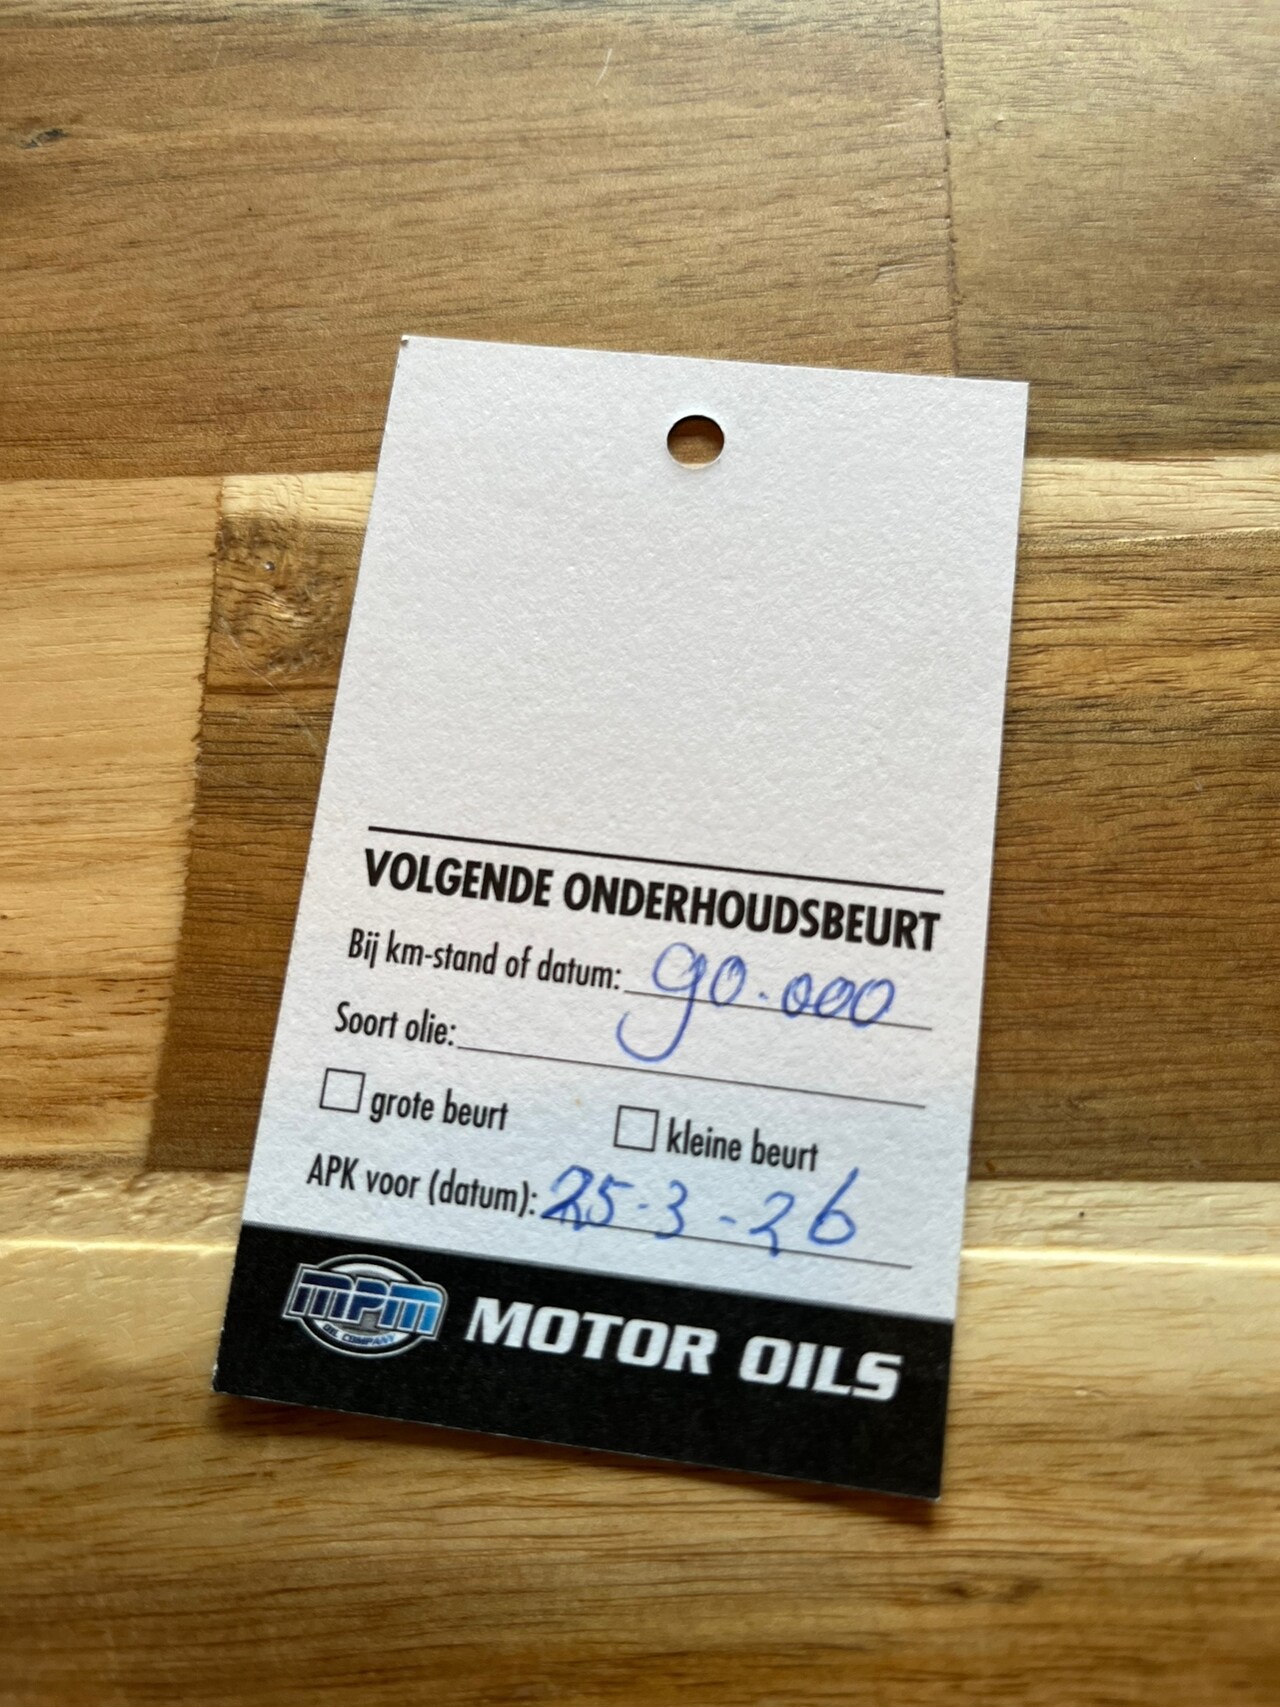 VOLGENDE ONDERHOUDSBEURT
Bij km-stand of datum: 90.000
Soort olie:
grote beurt kleine beurt
APK voor (datum): 25-3-26
MPM OIL COMPANY MOTOR OILS